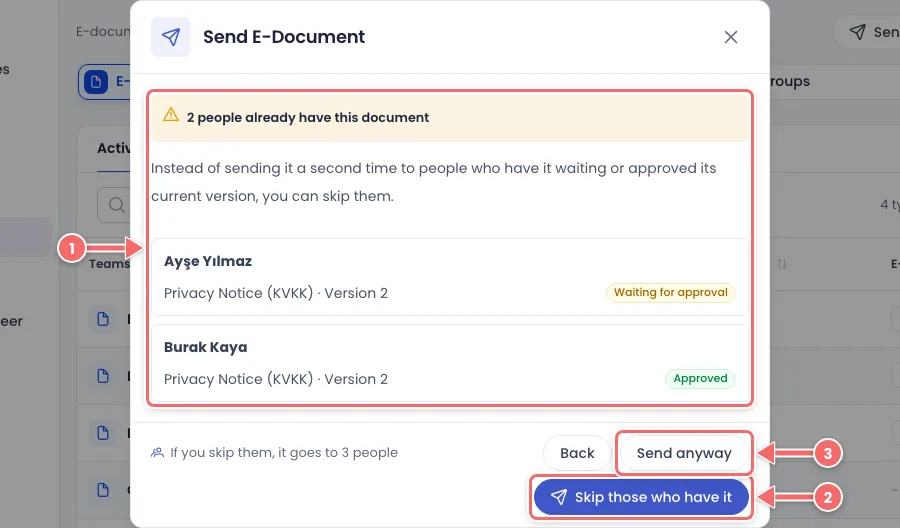 Send E-Document
E-docum
Sen
es
E-
roups
2 people already have this document
Activ
Instead of sending it a second time to people who have it waiting or approved its
current version, you can skip them.
4 ty
1
Ayşe Yılmaz
Teams
E-
Privacy Notice (KVKK) · Version 2
Waiting for approval
eer
Burak Kaya
Privacy Notice (KVKK) · Version 2
Approved
If you skip them, it goes to 3 people
Back
Send anyway
3
Skip those who have it
2